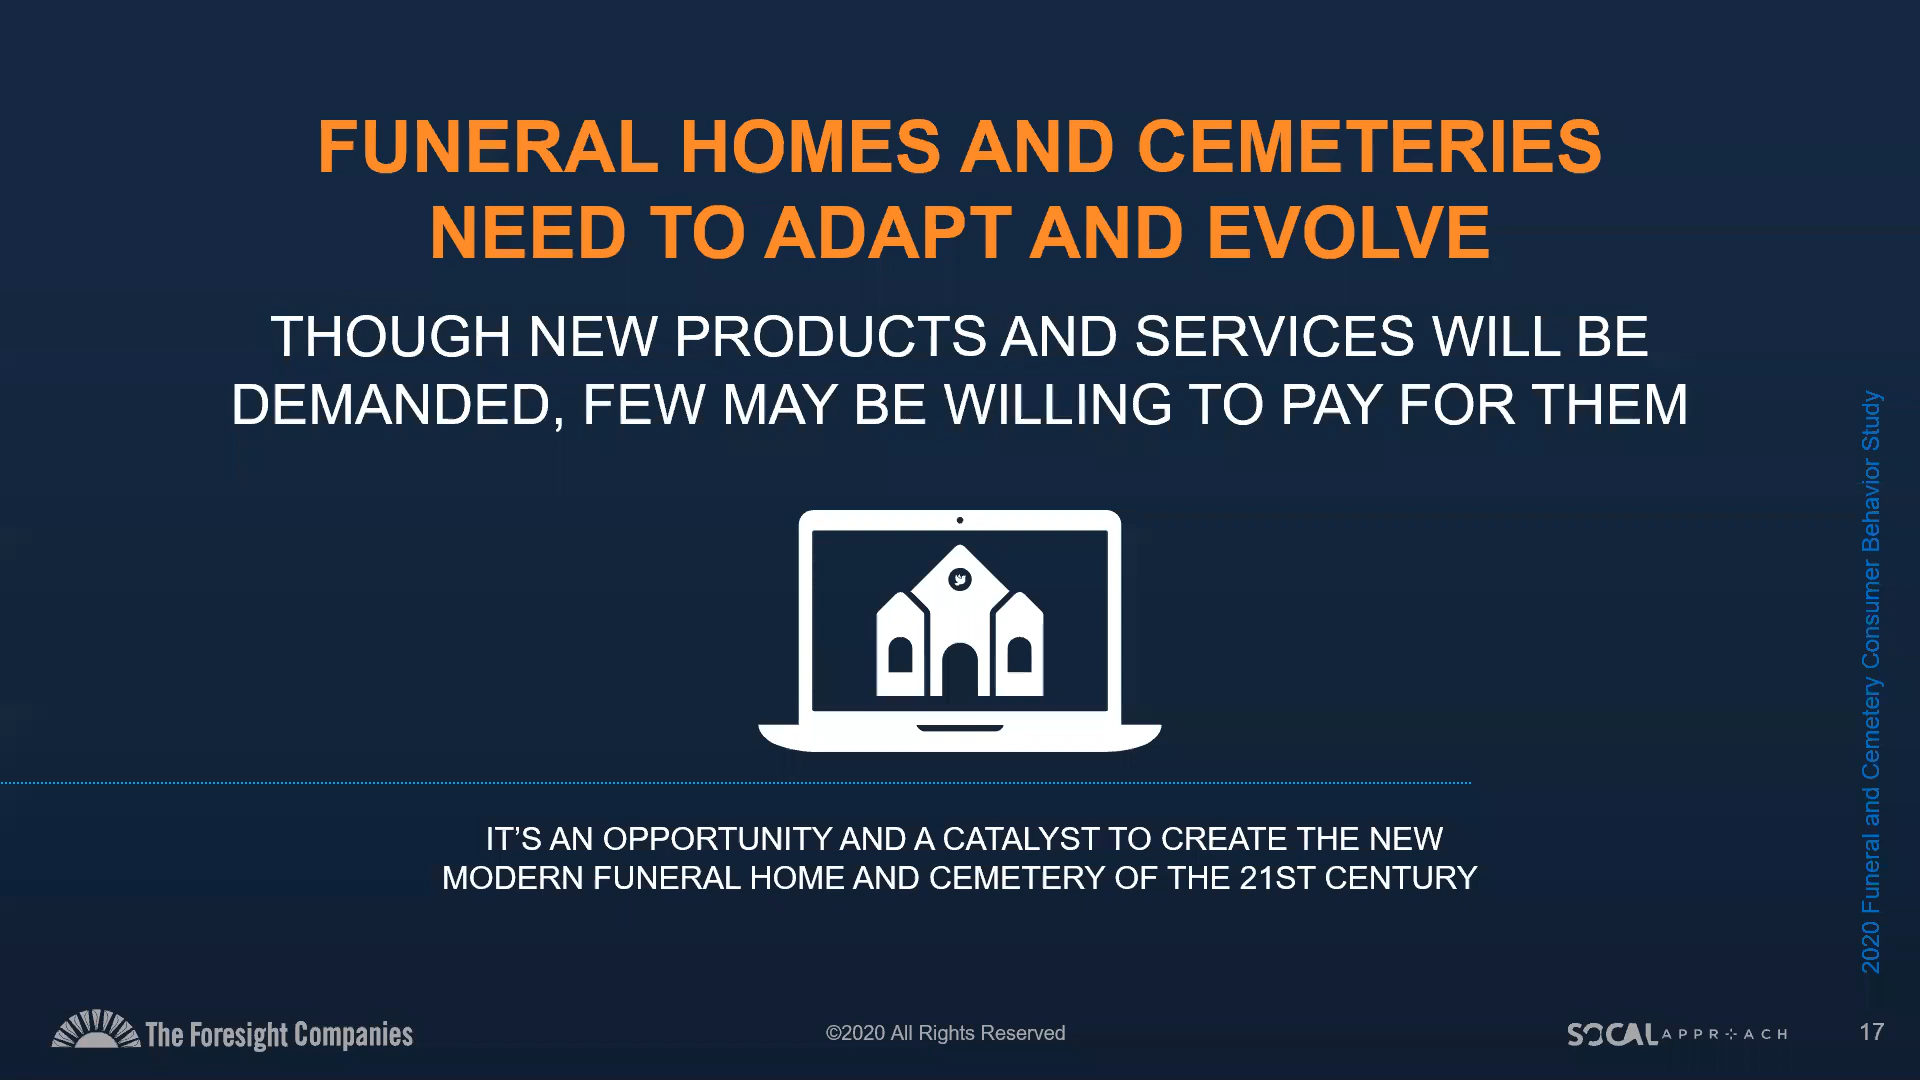 FUNERAL HOMES AND CEMETERIES
NEED TO ADAPT AND EVOLVE
THOUGH NEW PRODUCTS AND SERVICES WILL BE
DEMANDED, FEW MAY BE WILLING TO PAY FOR THEM
IT’S AN OPPORTUNITY AND A CATALYST TO CREATE THE NEW
MODERN FUNERAL HOME AND CEMETERY OF THE 21ST CENTURY
2020 Funeral and Cemetery Consumer Behavior Study
The Foresight Companies
©2020 All Rights Reserved
SOCALAPPROACH
17